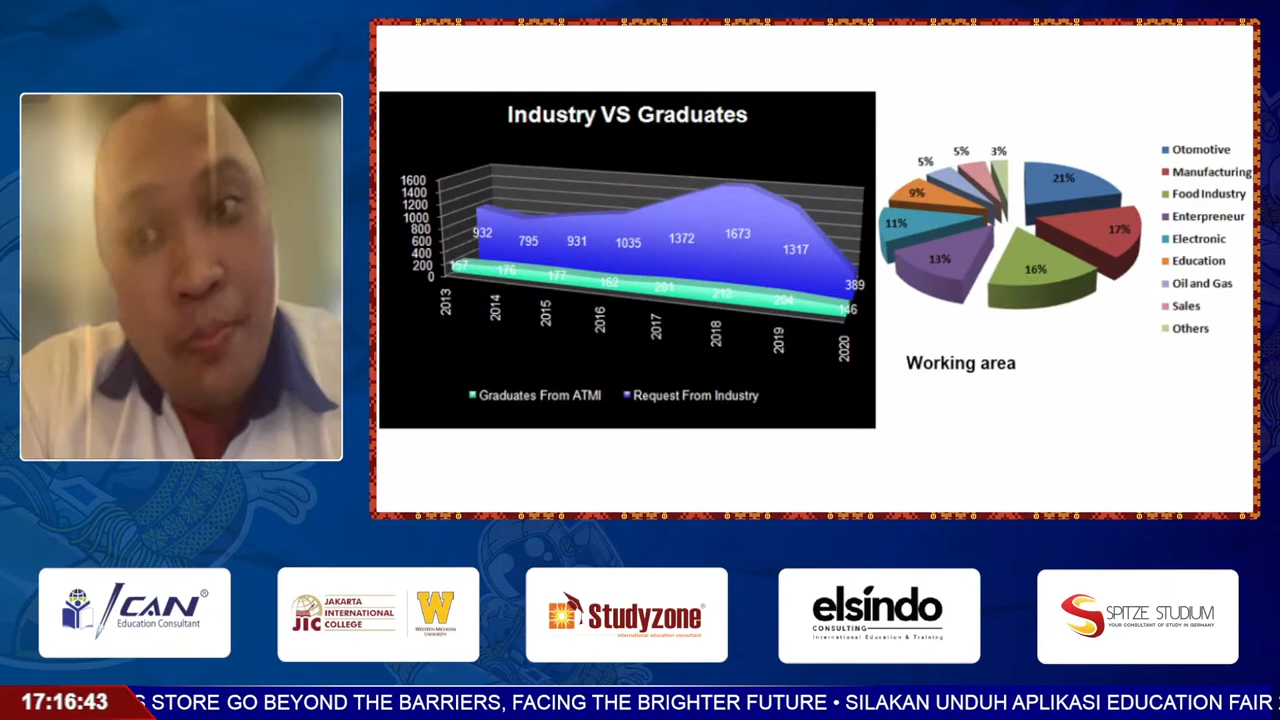 Industry VS Graduates
1600
1400
1200
1000
800
600
400
200
0
932
795
931
1035
1372
1673
1317
389
157
176
177
162
201
212
204
146
2013
2014
2015
2016
2017
2018
2019
2020
Graduates From ATMI
Request From Industry
21%
17%
16%
13%
11%
9%
5%
5%
3%
Otomotive
Manufacturing
Food Industry
Enterpreneur
Electronic
Education
Oil and Gas
Sales
Others
Working area
ICAN®
Education Consultant
JIC
JAKARTA
INTERNATIONAL
COLLEGE
W
WESTERN MICHIGAN
UNIVERSITY
Studyzone®
international education consultant
elsindo
CONSULTING
International Education & Training
SPITZE STUDIUM
YOUR CONSULTANT OF STUDY IN GERMANY
17:16:43
S STORE GO BEYOND THE BARRIERS, FACING THE BRIGHTER FUTURE • SILAKAN UNDUH APLIKASI EDUCATION FAIR